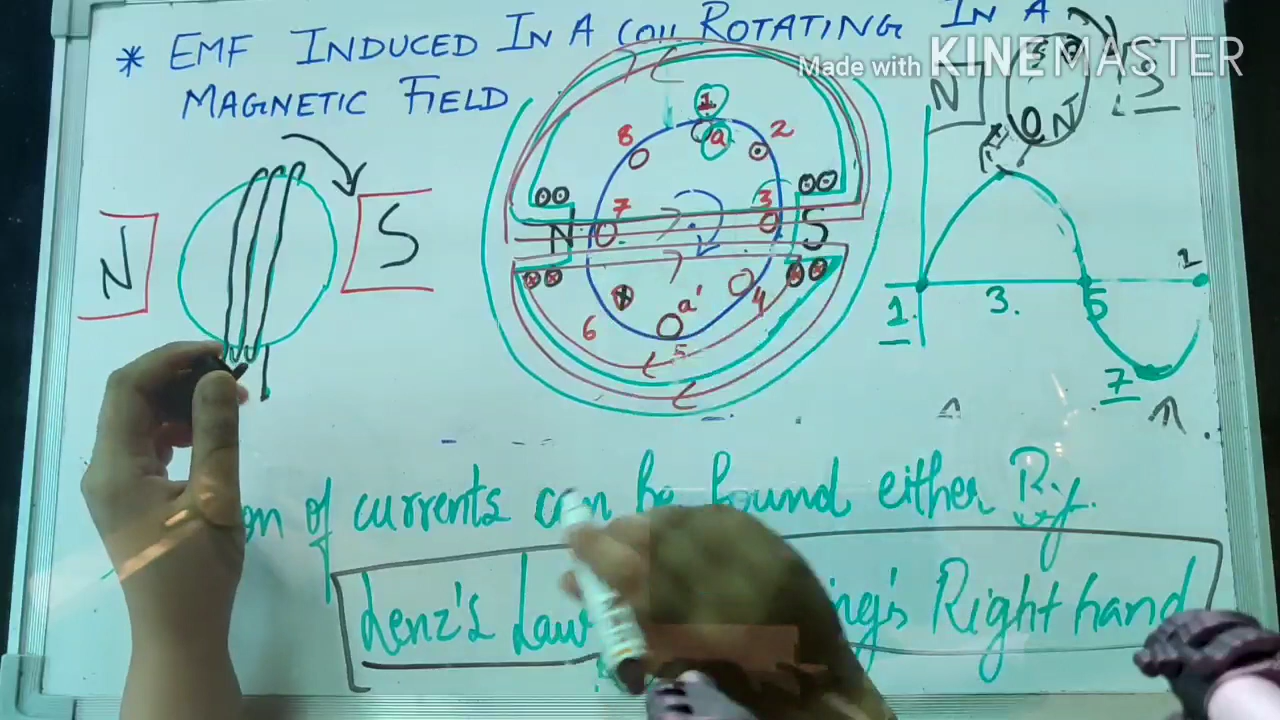 * EMF INDUCED IN A COIL ROTATING IN A
MAGNETIC FIELD
Made with KINEMASTER
N S
N S
1 a 2 3 4 5 a' 6 7 8
N S N
1 3. 5 7 1
of currents can be found either By.
Lenz's Law Right hand